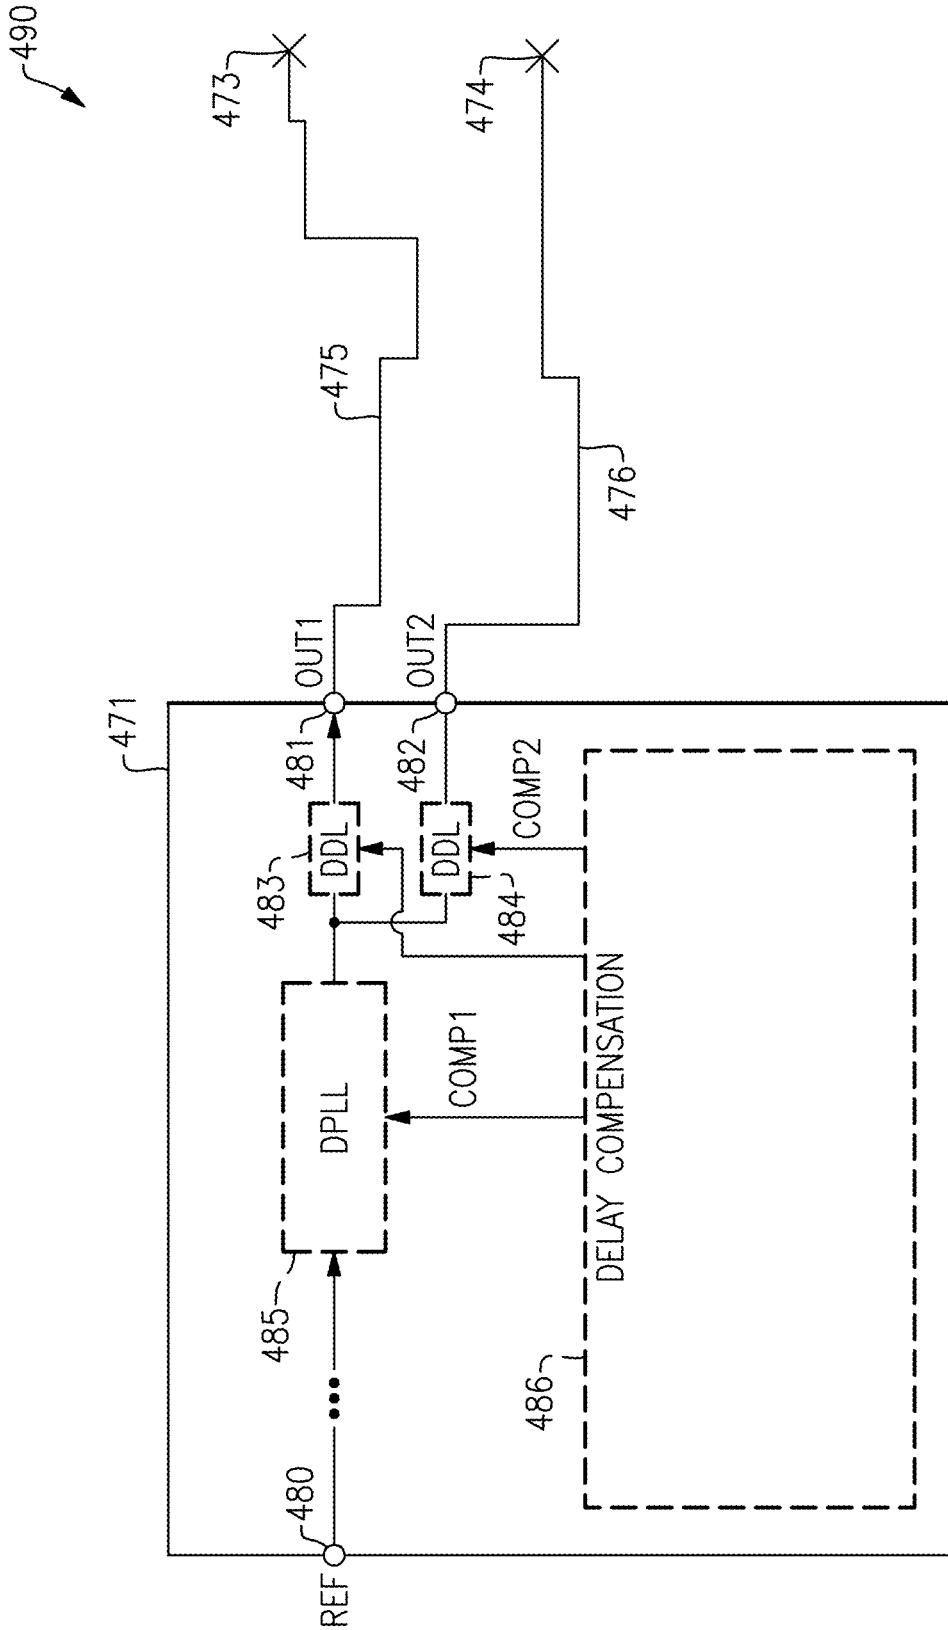 490
471
473
474
475
476
OUT1
OUT2
481
482
483
484
DDL
DDL
COMP2
DPLL
COMP1
485
REF
480
486
DELAY COMPENSATION